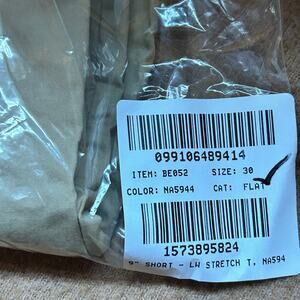 099106489414
ITEM: BE052 SIZE: 30
COLOR: NA5944 CAT: FLAT
1573895824
9" SHORT - LW STRETCH T, NA594